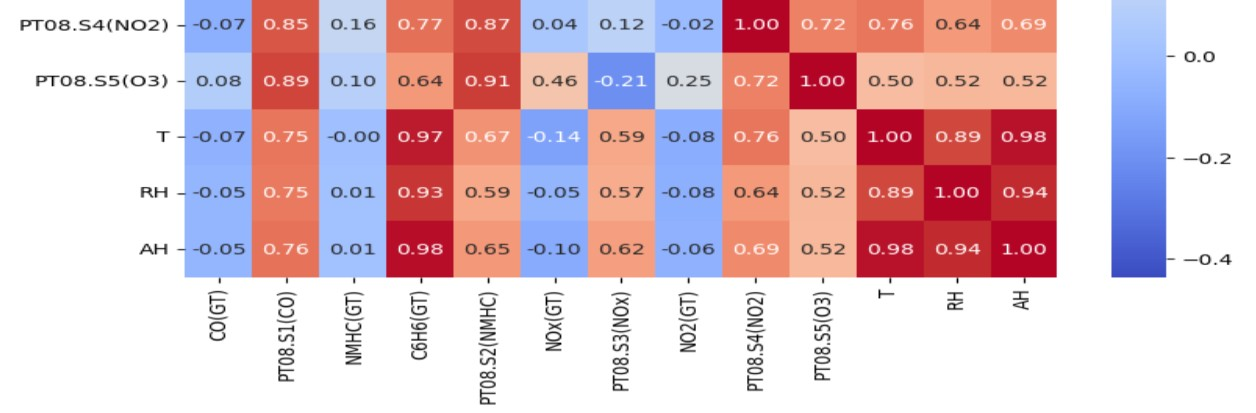 PT08.S4(NO2) -0.07 0.85 0.16 0.77 0.87 0.04 0.12 -0.02 1.00 0.72 0.76 0.64 0.69
0.0
PT08.S5(O3) 0.08 0.89 0.10 0.64 0.91 0.46 -0.21 0.25 0.72 1.00 0.50 0.52 0.52
T -0.07 0.75 -0.00 0.97 0.67 -0.14 0.59 -0.08 0.76 0.50 1.00 0.89 0.98
−0.2
RH -0.05 0.75 0.01 0.93 0.59 -0.05 0.57 -0.08 0.64 0.52 0.89 1.00 0.94
AH -0.05 0.76 0.01 0.98 0.65 -0.10 0.62 -0.06 0.69 0.52 0.98 0.94 1.00
−0.4
CO(GT)
PT08.S1(CO)
NMHC(GT)
C6H6(GT)
PT08.S2(NMHC)
NOx(GT)
PT08.S3(NOx)
NO2(GT)
PT08.S4(NO2)
PT08.S5(O3)
T
RH
AH